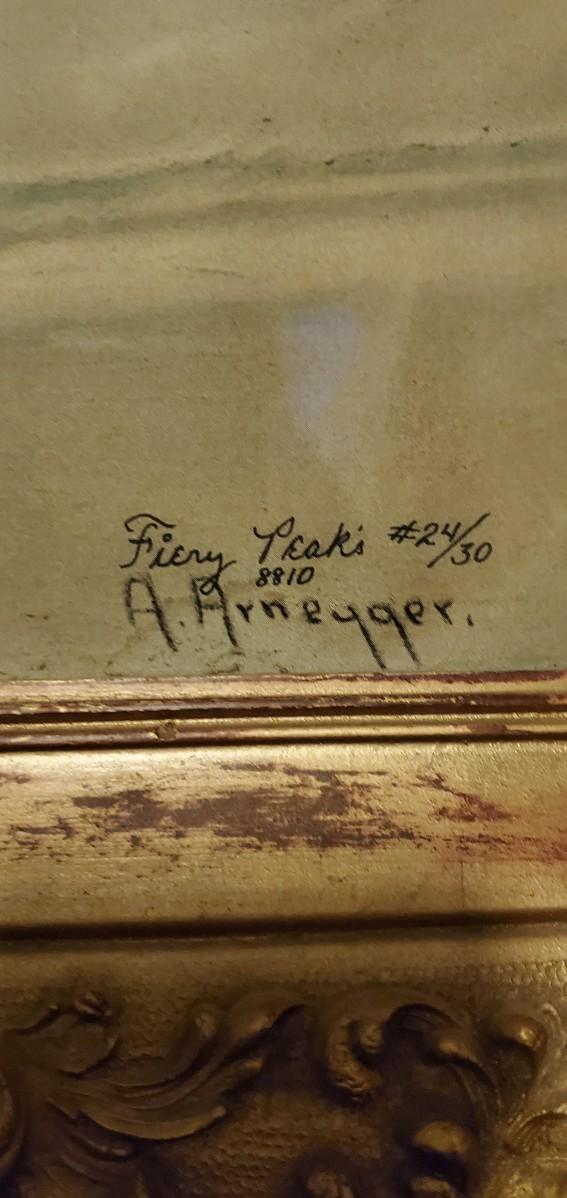 Fiery Peaks #24/30
8810
A. Arnegger.